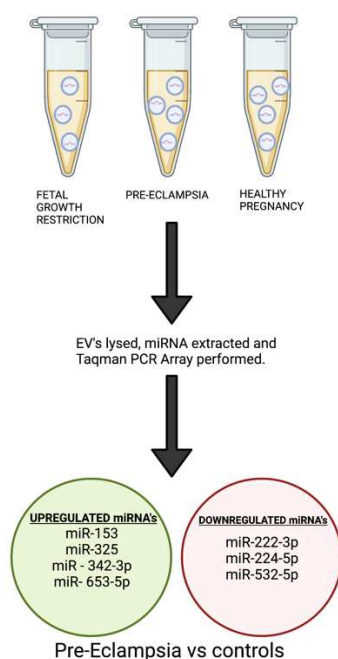 FETAL
GROWTH
RESTRICTION
PRE-ECLAMPSIA
HEALTHY
PREGNANCY
EV's lysed, miRNA extracted and
Taqman PCR Array performed.
UPREGULATED miRNA's
miR-153
miR-325
miR - 342-3p
miR- 653-5p
DOWNREGULATED miRNA's
miR-222-3p
miR-224-5p
miR-532-5p
Pre-Eclampsia vs controls